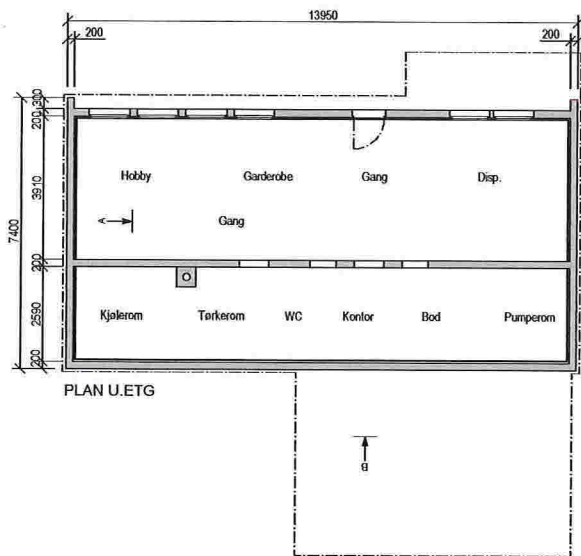 13950
200
200
300
200
3910
7400
200
2590
200
Hobby
Garderobe
Gang
Disp.
A
Gang
Kjølerom
Tørkerom
WC
Kontor
Bod
Pumperom
PLAN U.ETG
B